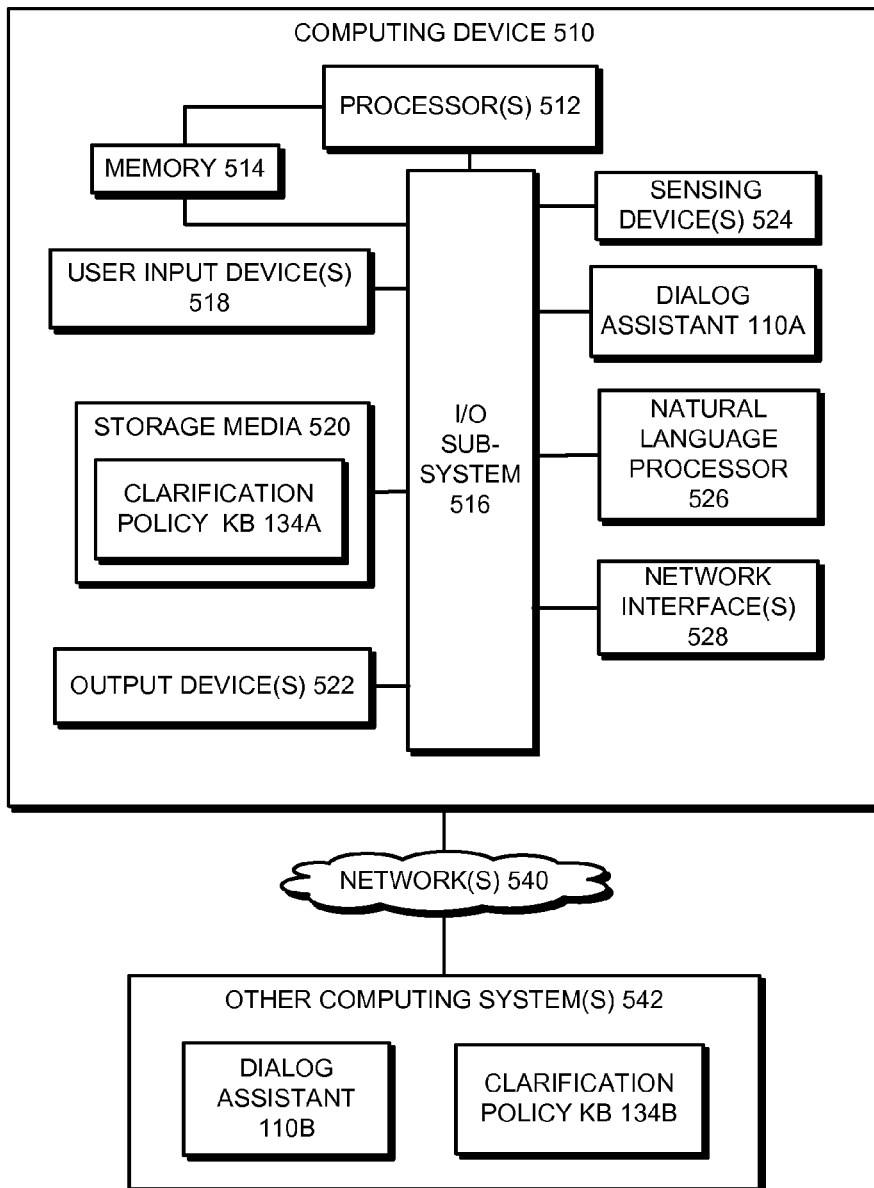 COMPUTING DEVICE 510
PROCESSOR(S) 512
MEMORY 514
SENSING
DEVICE(S) 524
USER INPUT DEVICE(S)
518
DIALOG
ASSISTANT 110A
STORAGE MEDIA 520
CLARIFICATION
POLICY KB 134A
I/O
SUB-
SYSTEM
516
NATURAL
LANGUAGE
PROCESSOR
526
NETWORK
INTERFACE(S)
528
OUTPUT DEVICE(S) 522
NETWORK(S) 540
OTHER COMPUTING SYSTEM(S) 542
DIALOG
ASSISTANT
110B
CLARIFICATION
POLICY KB 134B